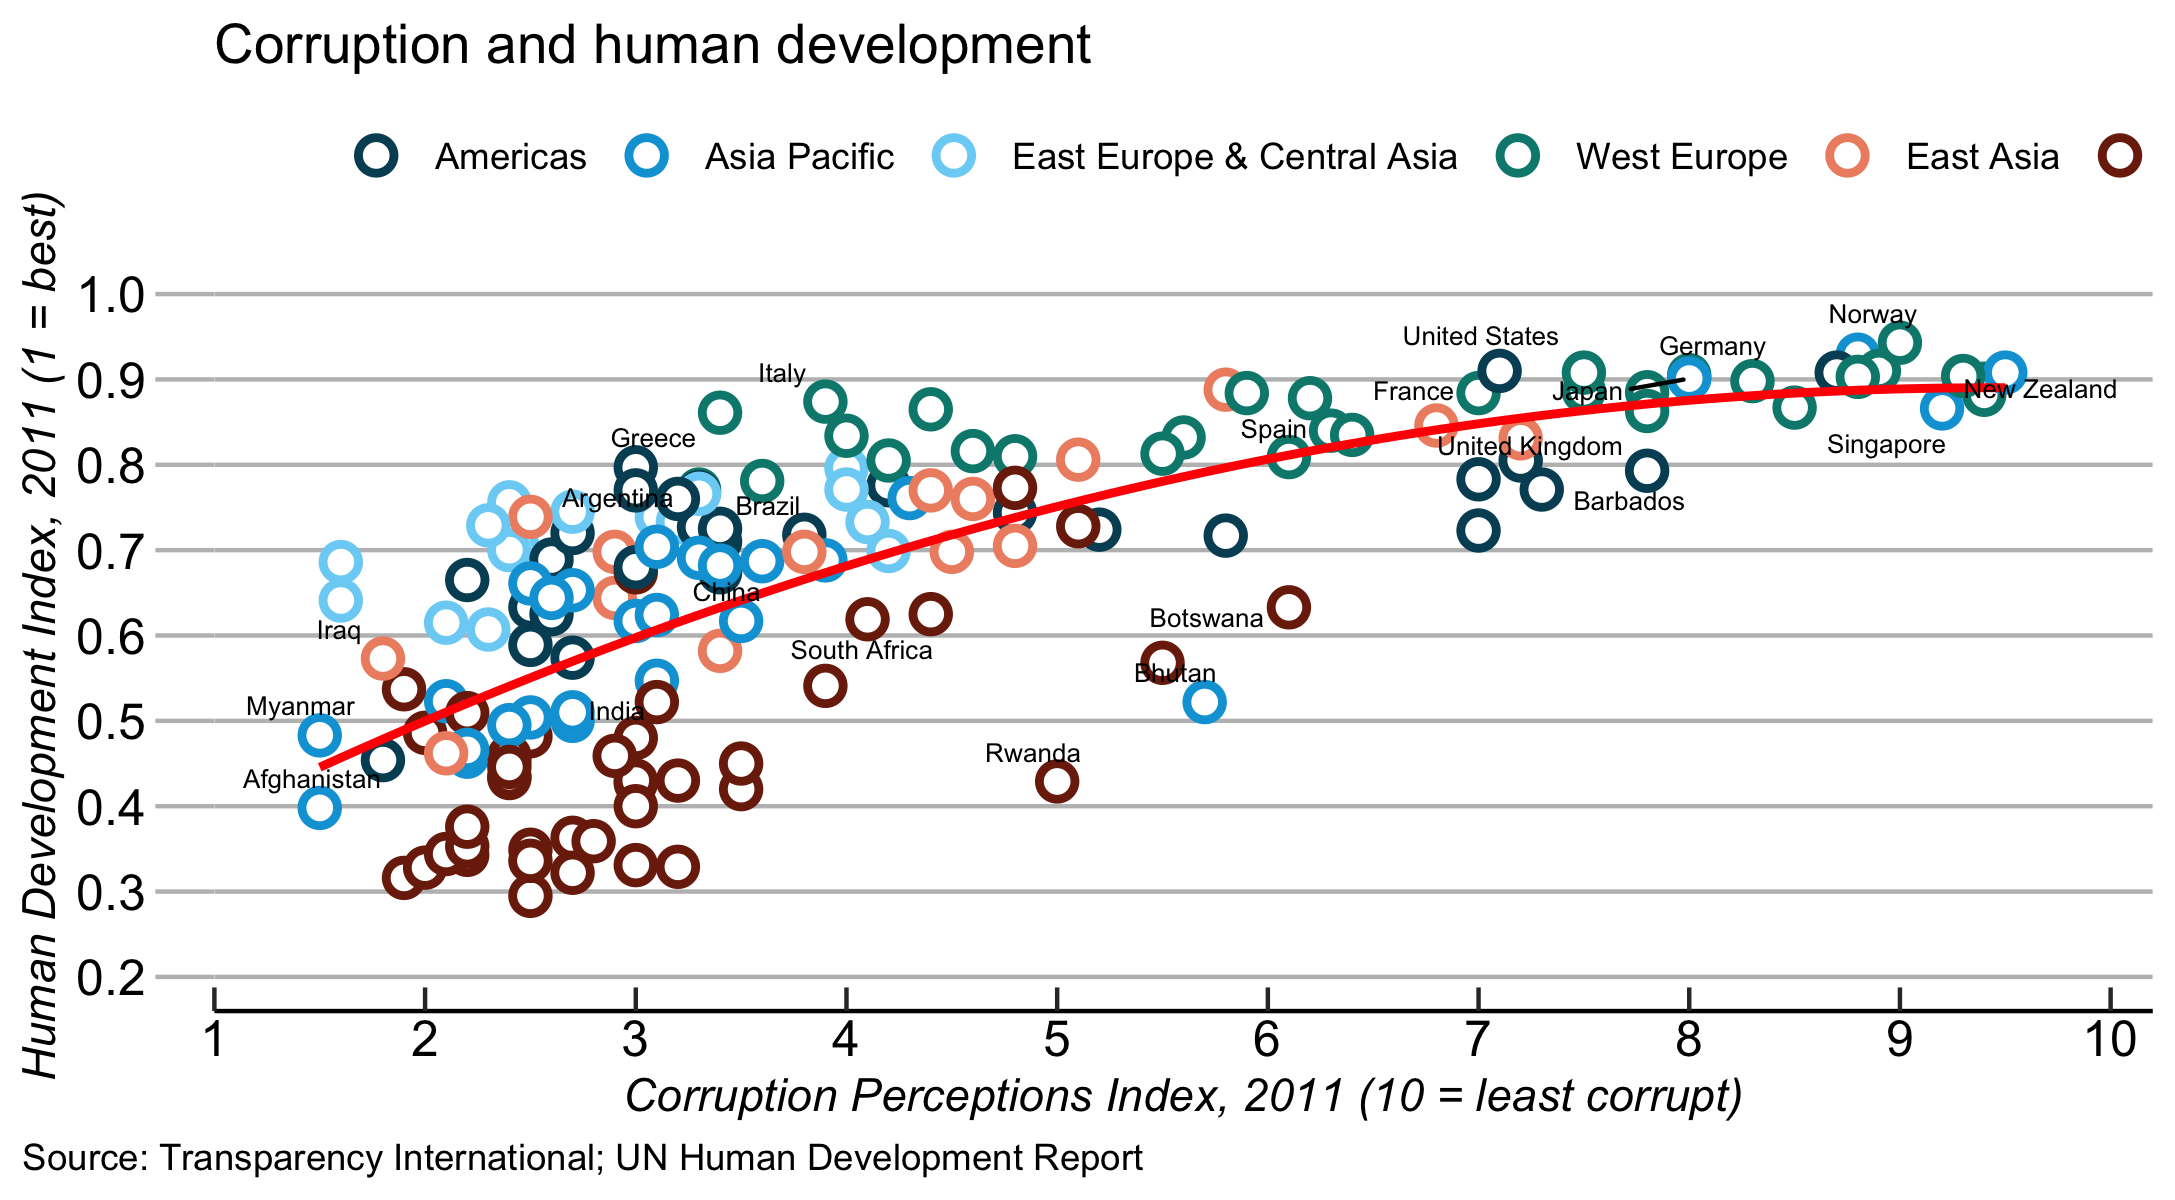 Corruption and human development
Americas Asia Pacific East Europe & Central Asia West Europe East Asia
Human Development Index, 2011 (1 = best)
1.0
0.9
0.8
0.7
0.6
0.5
0.4
0.3
0.2
Norway
United States
Germany
Italy
France
Japan
New Zealand
Greece
Spain
United Kingdom
Singapore
Argentina
Brazil
Barbados
China
Botswana
Iraq
South Africa
Bhutan
Myanmar
India
Rwanda
Afghanistan
1 2 3 4 5 6 7 8 9 10
Corruption Perceptions Index, 2011 (10 = least corrupt)
Source: Transparency International; UN Human Development Report